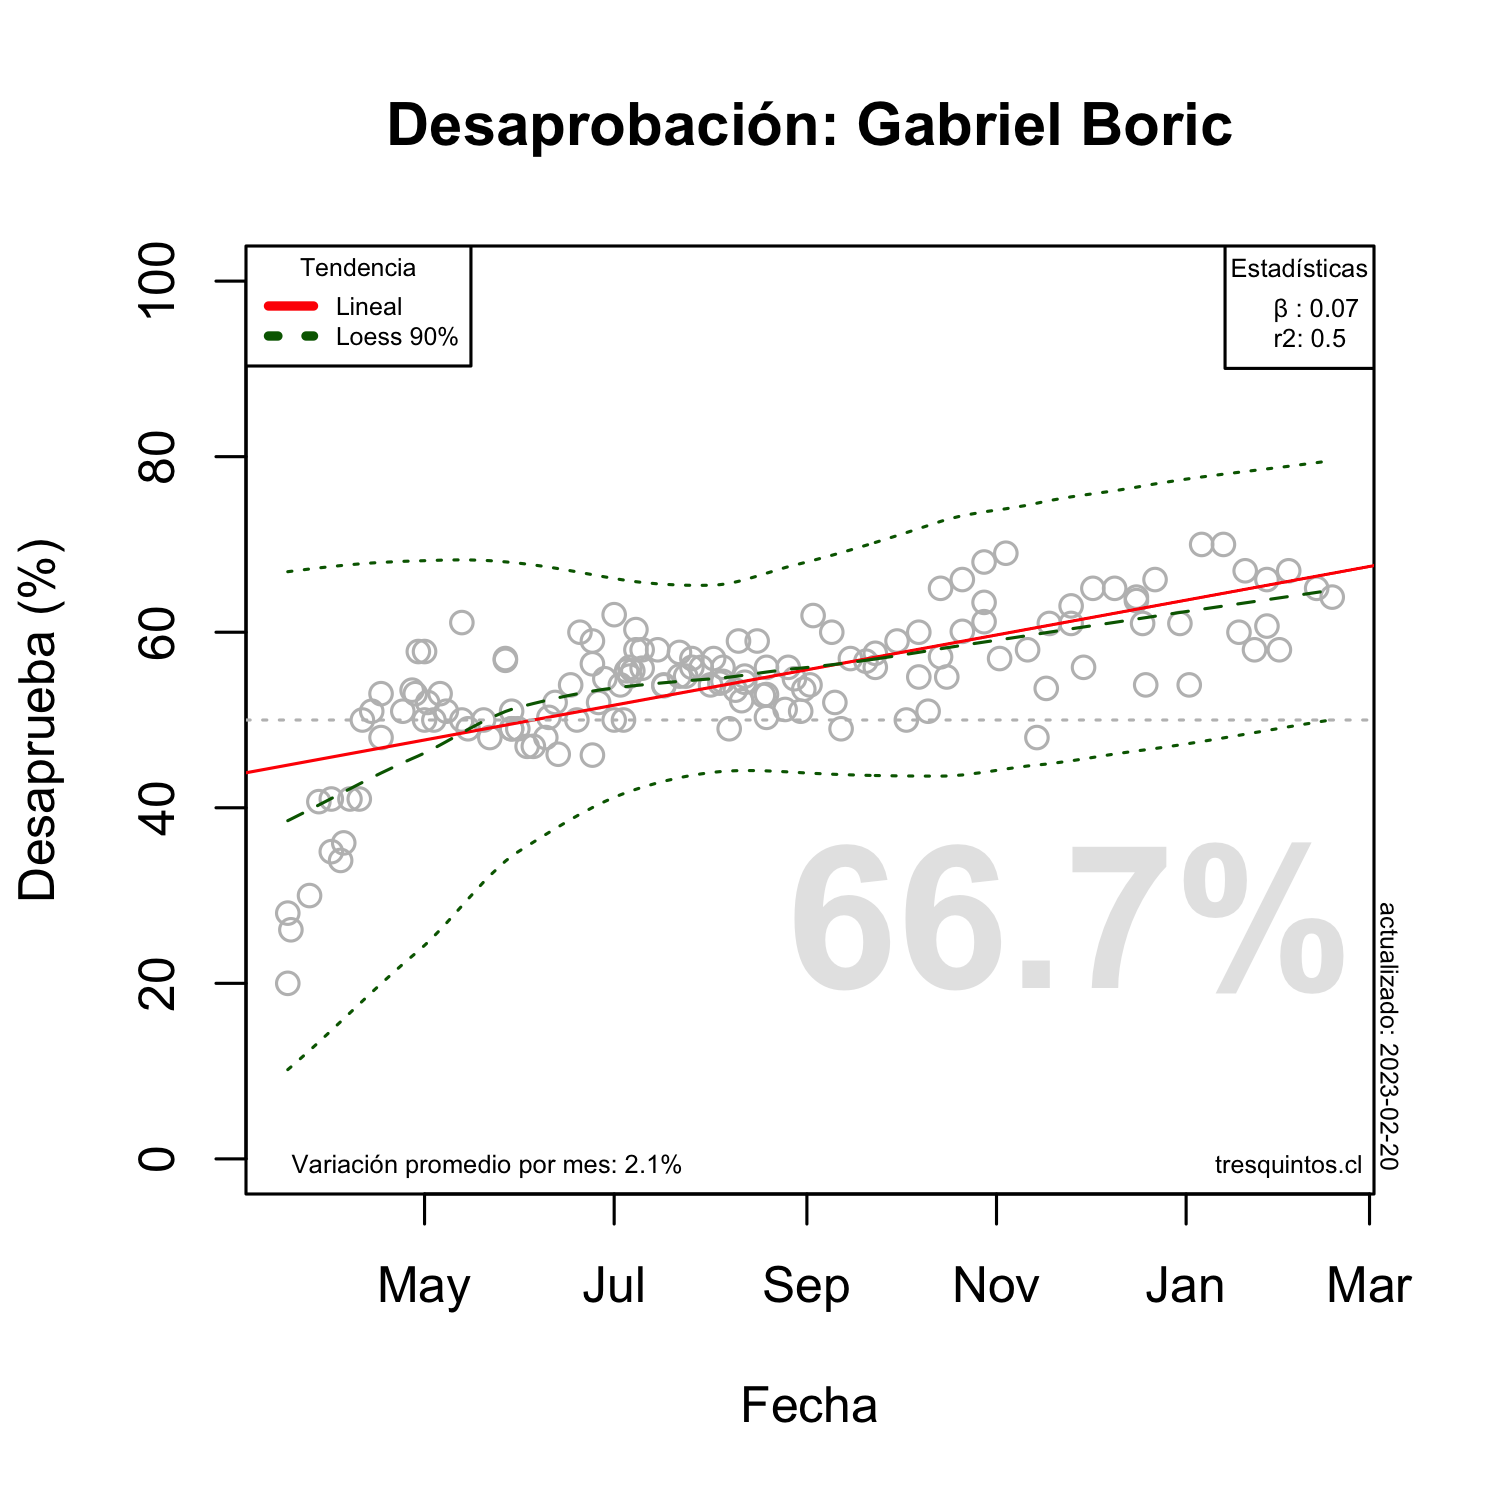 Desaprobación: Gabriel Boric
Tendencia
Lineal
Loess 90%
Estadísticas
β : 0.07
r2: 0.5
100
80
60
40
20
0
Desaprueba (%)
66.7%
actualizado: 2023-02-20
Variación promedio por mes: 2.1%
tresquintos.cl
May
Jul
Sep
Nov
Jan
Mar
Fecha